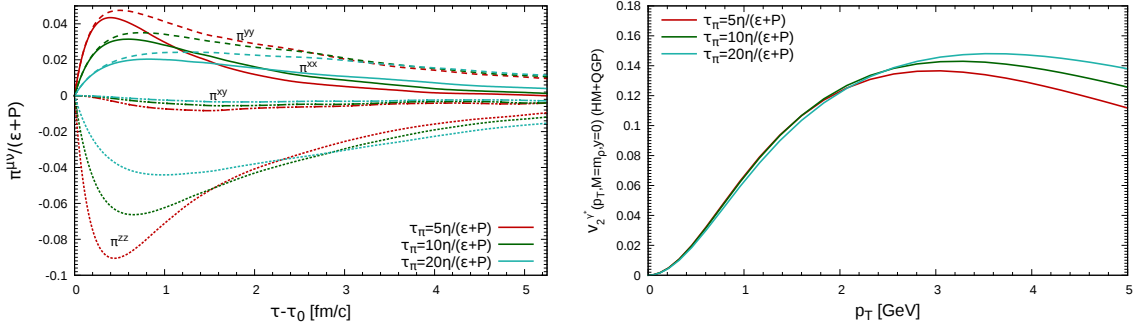 0.04
0.02
0
-0.02
-0.04
-0.06
-0.08
-0.1
π^μν/(ε+P)
π^yy
π^xx
π^xy
π^zz
τ_π=5η/(ε+P)
τ_π=10η/(ε+P)
τ_π=20η/(ε+P)
0 1 2 3 4 5
τ-τ_0 [fm/c]
0.18
0.16
0.14
0.12
0.1
0.08
0.06
0.04
0.02
0
v_2^γ*(p_T,M=m_ρ,y=0) (HM+QGP)
τ_π=5η/(ε+P)
τ_π=10η/(ε+P)
τ_π=20η/(ε+P)
0 1 2 3 4 5
p_T [GeV]